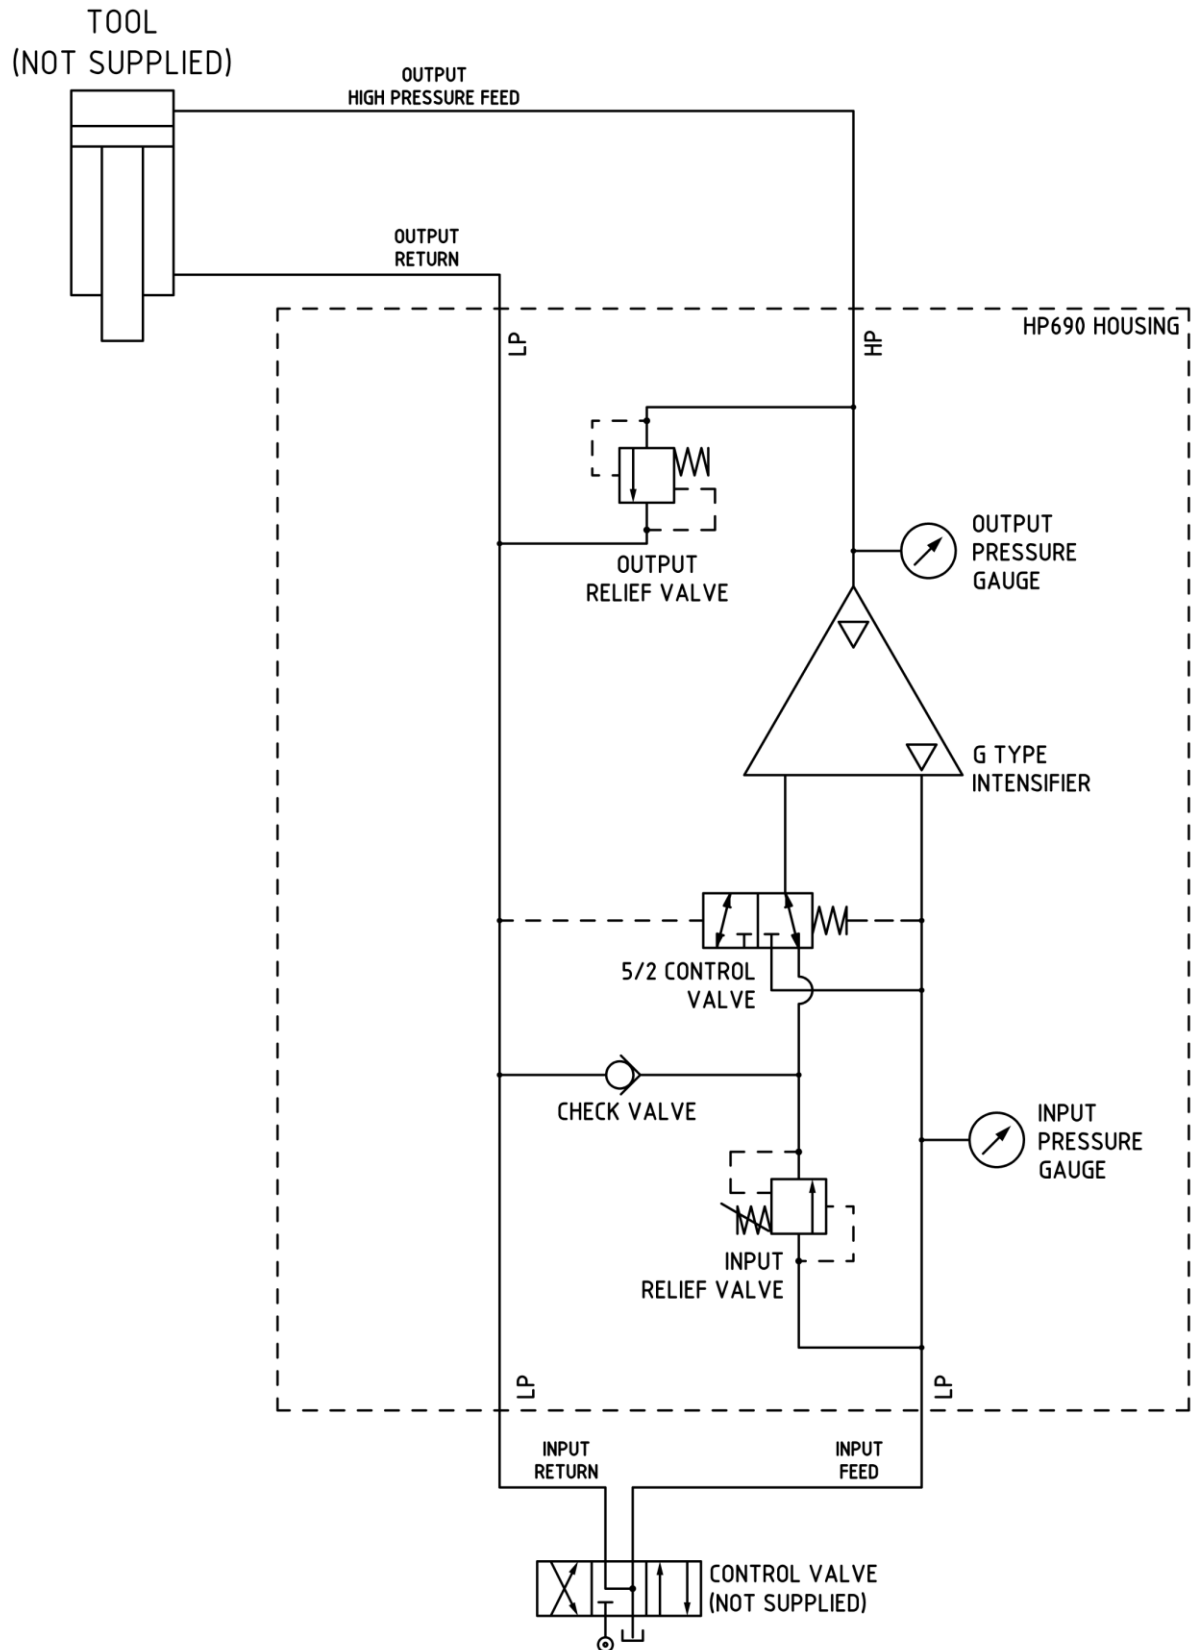 TOOL
(NOT SUPPLIED)
OUTPUT
HIGH PRESSURE FEED
OUTPUT
RETURN
HP690 HOUSING
LP
HP
OUTPUT
PRESSURE
GAUGE
OUTPUT
RELIEF VALVE
G TYPE
INTENSIFIER
5/2 CONTROL
VALVE
CHECK VALVE
INPUT
PRESSURE
GAUGE
INPUT
RELIEF VALVE
LP
LP
INPUT
RETURN
INPUT
FEED
CONTROL VALVE
(NOT SUPPLIED)